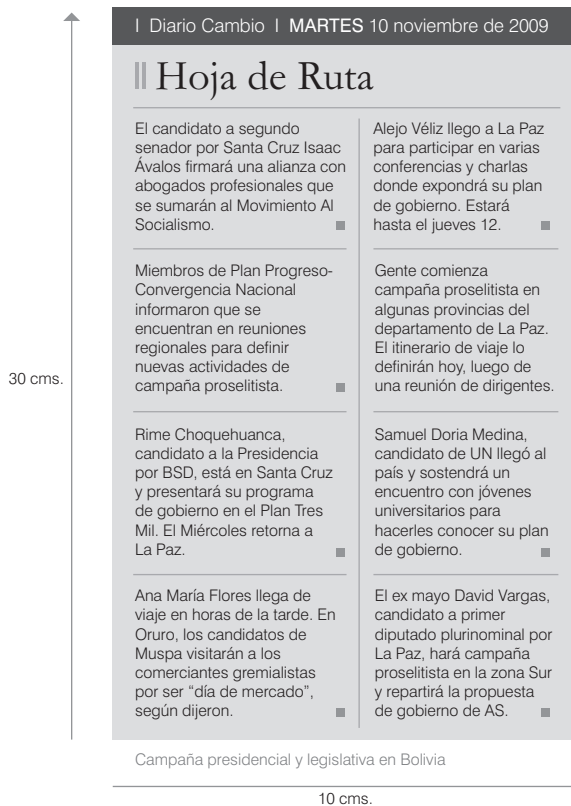 I Diario Cambio I MARTES 10 noviembre de 2009
Hoja de Ruta
El candidato a segundo
senador por Santa Cruz Isaac
Ávalos firmará una alianza con
abogados profesionales que
se sumarán al Movimiento Al
Socialismo.
Miembros de Plan Progreso-
Convergencia Nacional
informaron que se
encuentran en reuniones
regionales para definir
nuevas actividades de
campaña proselitista.
Rime Choquehuanca,
candidato a la Presidencia
por BSD, está en Santa Cruz
y presentará su programa
de gobierno en el Plan Tres
Mil. El Miércoles retorna a
La Paz.
Ana María Flores llega de
viaje en horas de la tarde. En
Oruro, los candidatos de
Muspa visitarán a los
comerciantes gremialistas
por ser “día de mercado”,
según dijeron.
Alejo Véliz llego a La Paz
para participar en varias
conferencias y charlas
donde expondrá su plan
de gobierno. Estará
hasta el jueves 12.
Gente comienza
campaña proselitista en
algunas provincias del
departamento de La Paz.
El itinerario de viaje lo
definirán hoy, luego de
una reunión de dirigentes.
Samuel Doria Medina,
candidato de UN llegó al
país y sostendrá un
encuentro con jóvenes
universitarios para
hacerles conocer su plan
de gobierno.
El ex mayo David Vargas,
candidato a primer
diputado plurinominal por
La Paz, hará campaña
proselitista en la zona Sur
y repartirá la propuesta
de gobierno de AS.
30 cms.
Campaña presidencial y legislativa en Bolivia
10 cms.